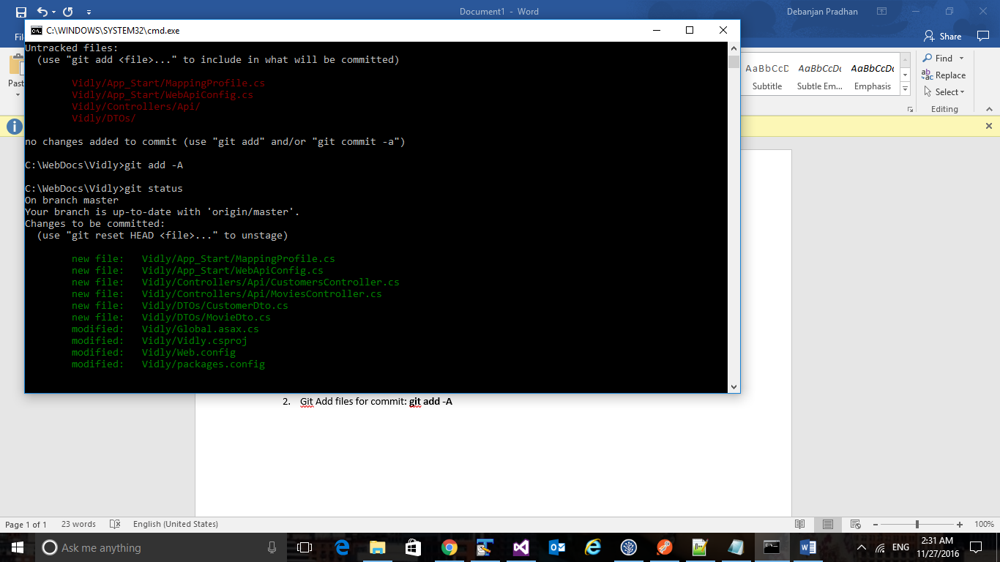 Document1 - Word
Debanjan Pradhan
C:\WINDOWS\SYSTEM32\cmd.exe
Fi
Share
Past
Untracked files:
(use "git add <file>..." to include in what will be committed)
Vidly/App_Start/MappingProfile.cs
Vidly/App_Start/WebApiConfig.cs
Vidly/Controllers/Api/
Vidly/DTOs/
no changes added to commit (use "git add" and/or "git commit -a")
C:\WebDocs\Vidly>git add -A
C:\WebDocs\Vidly>git status
On branch master
Your branch is up-to-date with 'origin/master'.
Changes to be committed:
(use "git reset HEAD <file>..." to unstage)
new file:   Vidly/App_Start/MappingProfile.cs
new file:   Vidly/App_Start/WebApiConfig.cs
new file:   Vidly/Controllers/Api/CustomersController.cs
new file:   Vidly/Controllers/Api/MoviesController.cs
new file:   Vidly/DTOs/CustomerDto.cs
new file:   Vidly/DTOs/MovieDto.cs
modified:   Vidly/Global.asax.cs
modified:   Vidly/Vidly.csproj
modified:   Vidly/Web.config
modified:   Vidly/packages.config
AaBbCcD AaBbCcDc AaBbCcDc
Subtitle Subtle Em... Emphasis
Find
Replace
Select
Editing
2. Git Add files for commit: git add -A
Page 1 of 1 23 words English (United States) 100%
Ask me anything
ENG
2:31 AM
11/27/2016